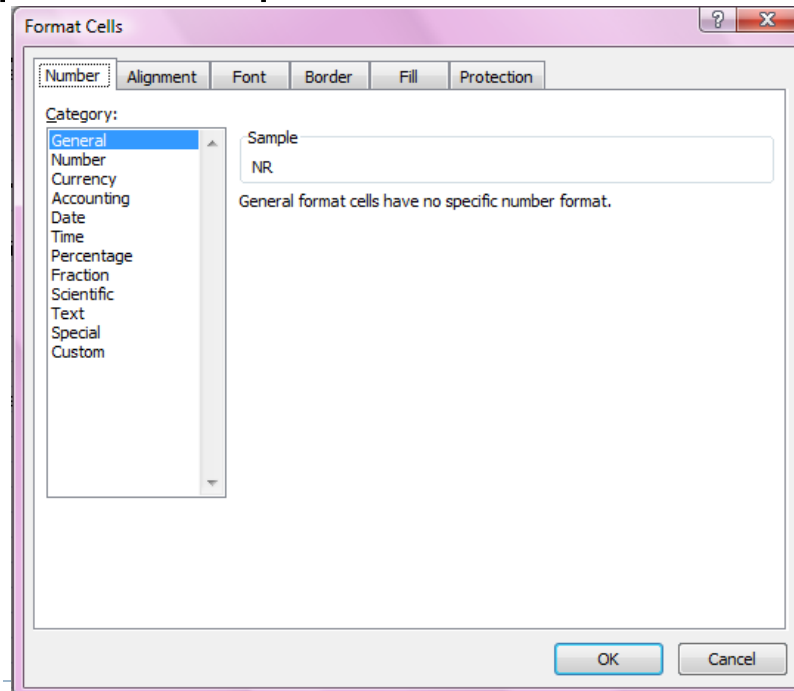 Format Cells
?
X
Number Alignment Font Border Fill Protection
Category:
General
Number
Currency
Accounting
Date
Time
Percentage
Fraction
Scientific
Text
Special
Custom
Sample
NR
General format cells have no specific number format.
OK Cancel